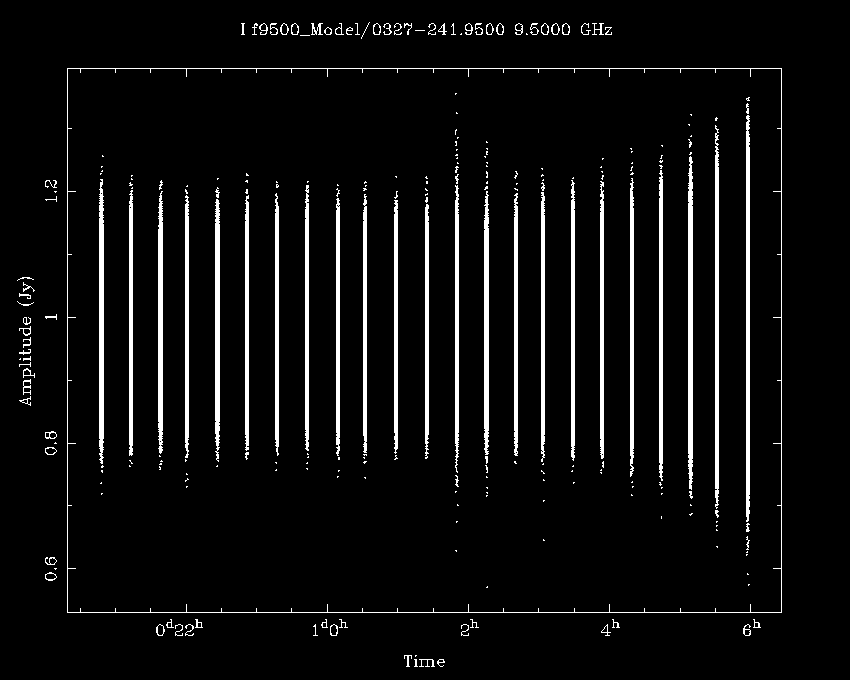 I f9500_Model/0327-241.9500 9.5000 GHz
Amplitude (Jy)
1.2
1
0.8
0.6
0d22h 1d0h 2h 4h 6h
Time